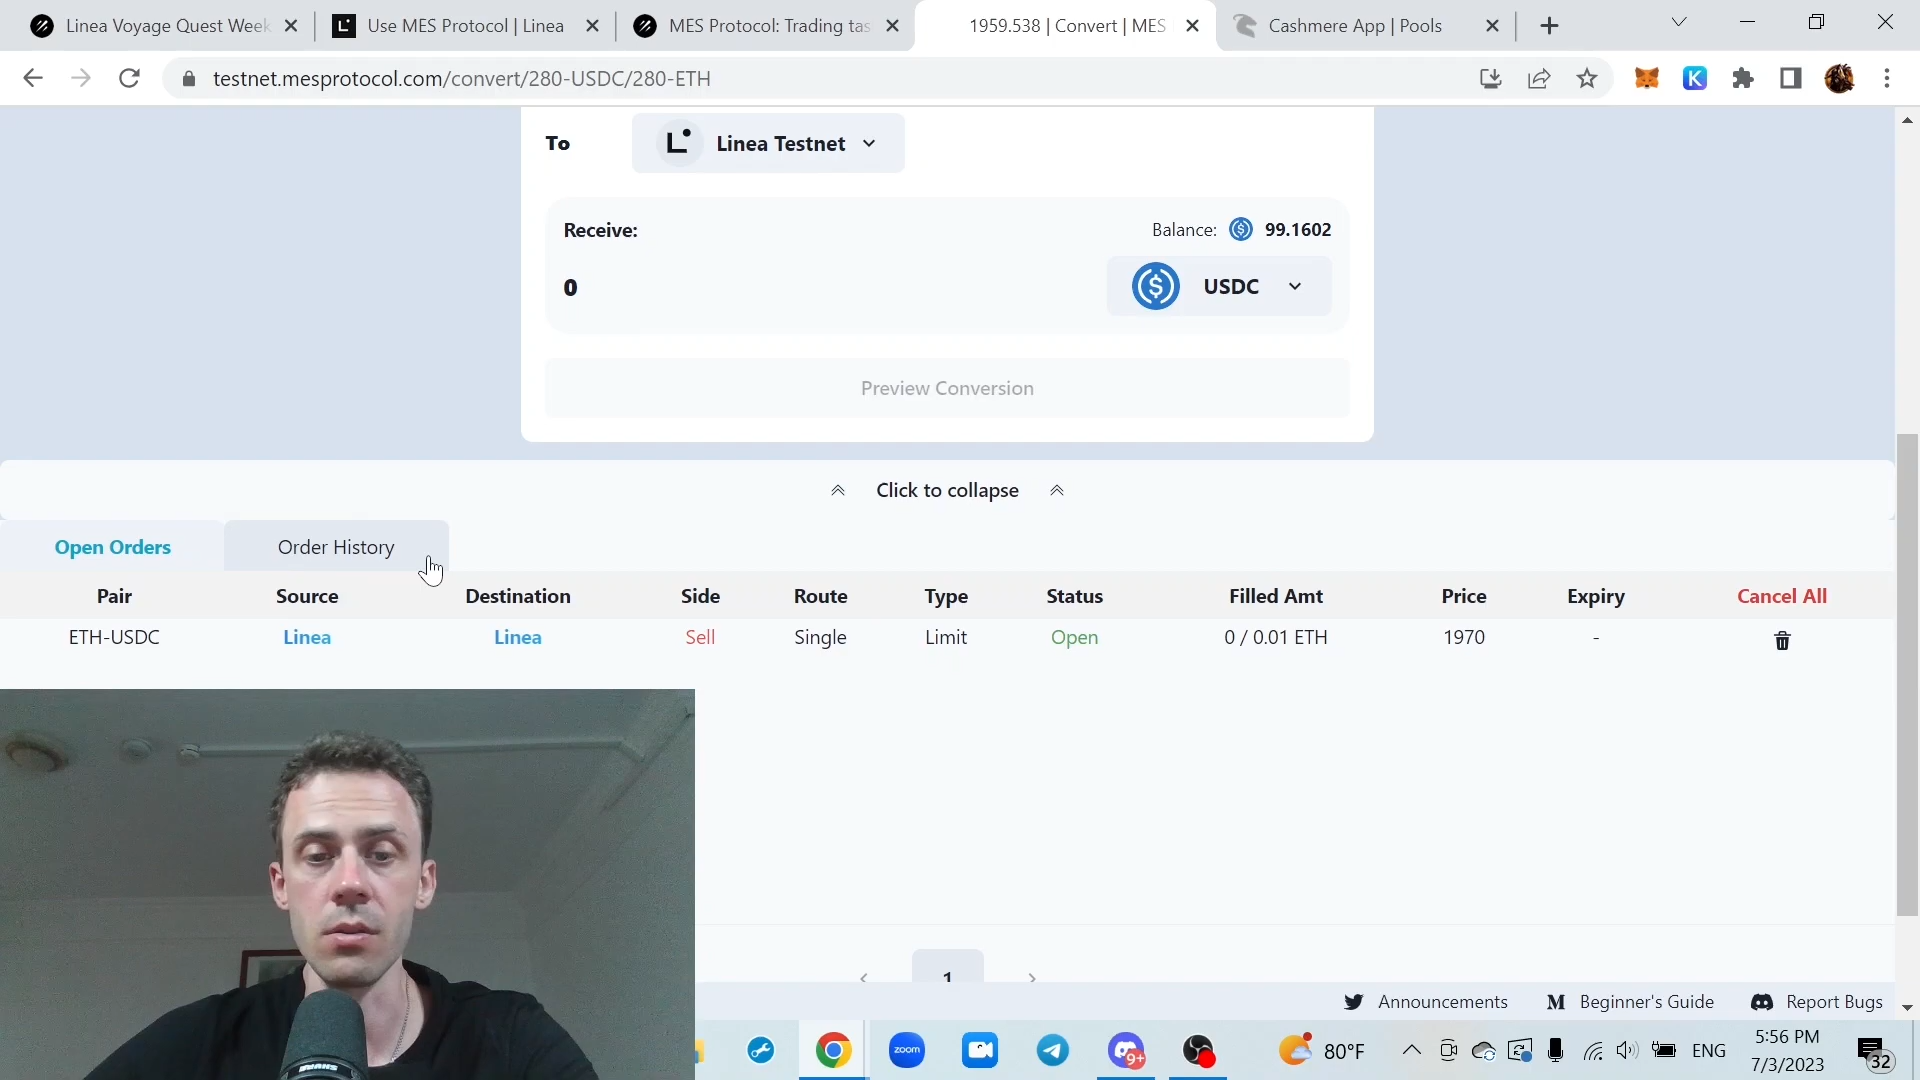 Linea Voyage Quest Week
Use MES Protocol | Linea
MES Protocol: Trading tas
1959.538 | Convert | MES
Cashmere App | Pools
testnet.mesprotocol.com/convert/280-USDC/280-ETH
To
Linea Testnet
Receive:
Balance: 99.1602
0
USDC
Preview Conversion
Click to collapse
Open Orders
Order History
Pair Source Destination Side Route Type Status Filled Amt Price Expiry Cancel All
ETH-USDC Linea Linea Sell Single Limit Open 0 / 0.01 ETH 1970 -
1
Announcements
Beginner's Guide
Report Bugs
zoom
9+
80°F
ENG
5:56 PM
7/3/2023
32